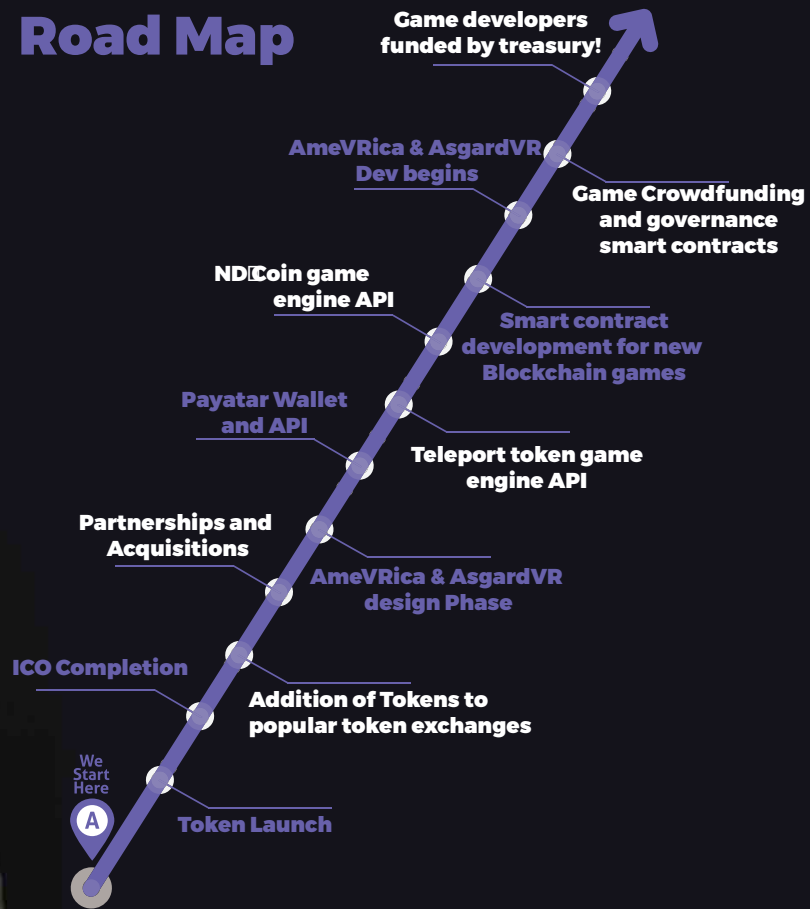 Road Map
Game developers
funded by treasury!
AmeVRica & AsgardVR
Dev begins
Game Crowdfunding
and governance
smart contracts
ND Coin game
engine API
Smart contract
development for new
Blockchain games
Payatar Wallet
and API
Teleport token game
engine API
Partnerships and
Acquisitions
AmeVRica & AsgardVR
design Phase
ICO Completion
Addition of Tokens to
popular token exchanges
We
Start
Here
A
Token Launch